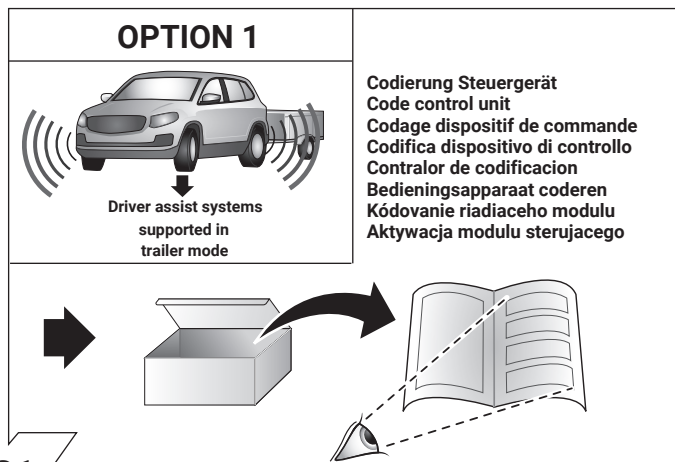 OPTION 1
Driver assist systems
supported in
trailer mode
Codierung Steuergerät
Code control unit
Codage dispositif de commande
Codifica dispositivo di controllo
Contralor de codificacion
Bedieningsapparaat coderen
Kódovanie riadiaceho modulu
Aktywacja modulu sterujacego